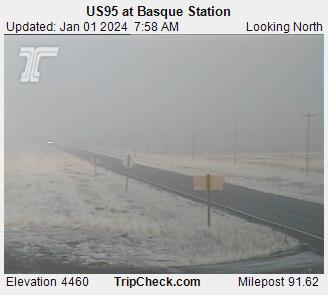 US95 at Basque Station
Updated: Jan 01 2024 7:58 AM Looking North
Elevation 4460 TripCheck.com Milepost 91.62